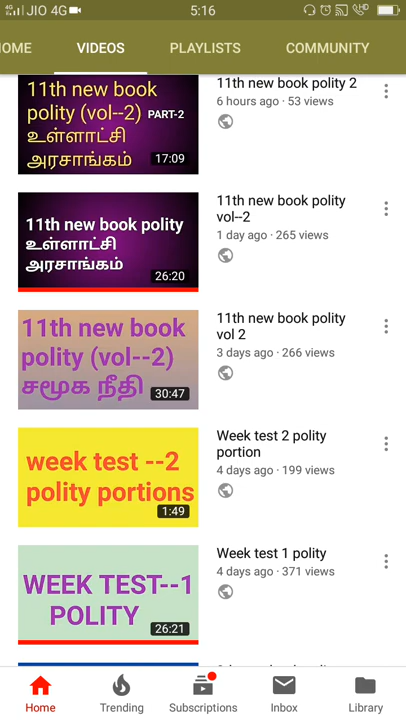 4G JIO 4G 5:16
HOME VIDEOS PLAYLISTS COMMUNITY
11th new book
polity (vol--2) PART-2
உள்ளாட்சி
அரசாங்கம்
17:09
11th new book polity 2
6 hours ago · 53 views
11th new book polity
உள்ளாட்சி
அரசாங்கம்
26:20
11th new book polity
vol--2
1 day ago · 265 views
11th new book
polity (vol--2)
சமூக நீதி
30:47
11th new book polity
vol 2
3 days ago · 266 views
week test --2
polity portions
1:49
Week test 2 polity
portion
4 days ago · 199 views
WEEK TEST--1
POLITY
26:21
Week test 1 polity
4 days ago · 371 views
Home Trending Subscriptions Inbox Library